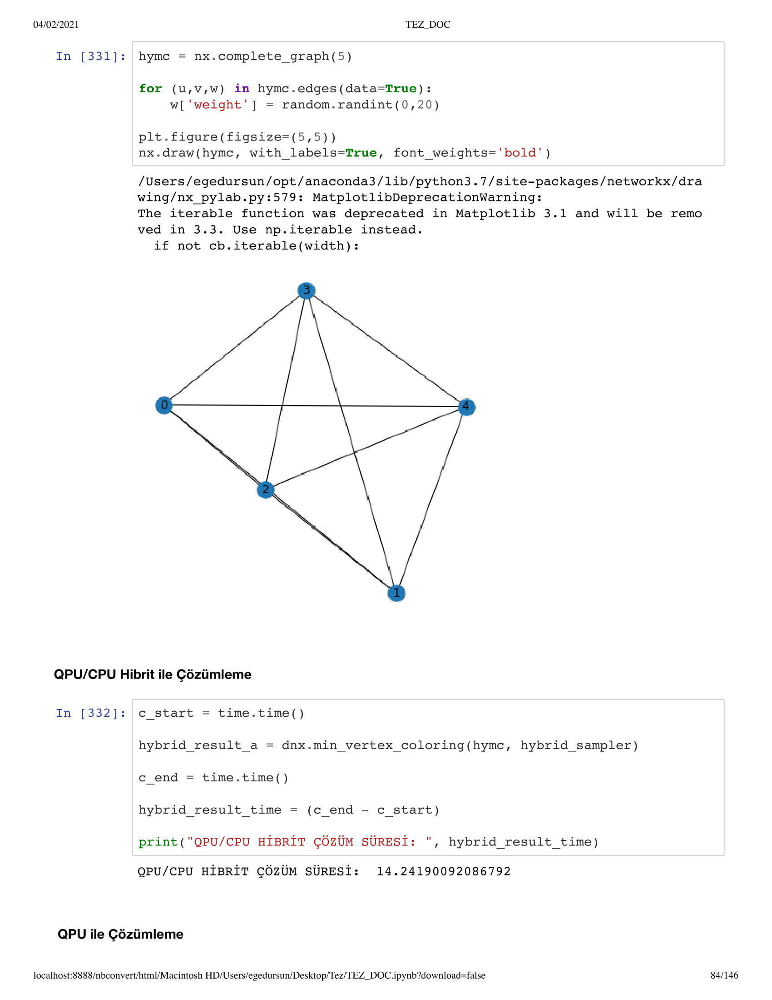 04/02/2021 TEZ_DOC
In [331]: hymc = nx.complete_graph(5)
for (u,v,w) in hymc.edges(data=True):
    w['weight'] = random.randint(0,20)
plt.figure(figsize=(5,5))
nx.draw(hymc, with_labels=True, font_weights='bold')
/Users/egedursun/opt/anaconda3/lib/python3.7/site-packages/networkx/dra
wing/nx_pylab.py:579: MatplotlibDeprecationWarning:
The iterable function was deprecated in Matplotlib 3.1 and will be remo
ved in 3.3. Use np.iterable instead.
  if not cb.iterable(width):
3
0
4
2
1
QPU/CPU Hibrit ile Çözümleme
In [332]: c_start = time.time()
hybrid_result_a = dnx.min_vertex_coloring(hymc, hybrid_sampler)
c_end = time.time()
hybrid_result_time = (c_end - c_start)
print("QPU/CPU HİBRİT ÇÖZÜM SÜRESİ: ", hybrid_result_time)
QPU/CPU HİBRİT ÇÖZÜM SÜRESİ:  14.24190092086792
QPU ile Çözümleme
localhost:8888/nbconvert/html/Macintosh HD/Users/egedursun/Desktop/Tez/TEZ_DOC.ipynb?download=false 84/146